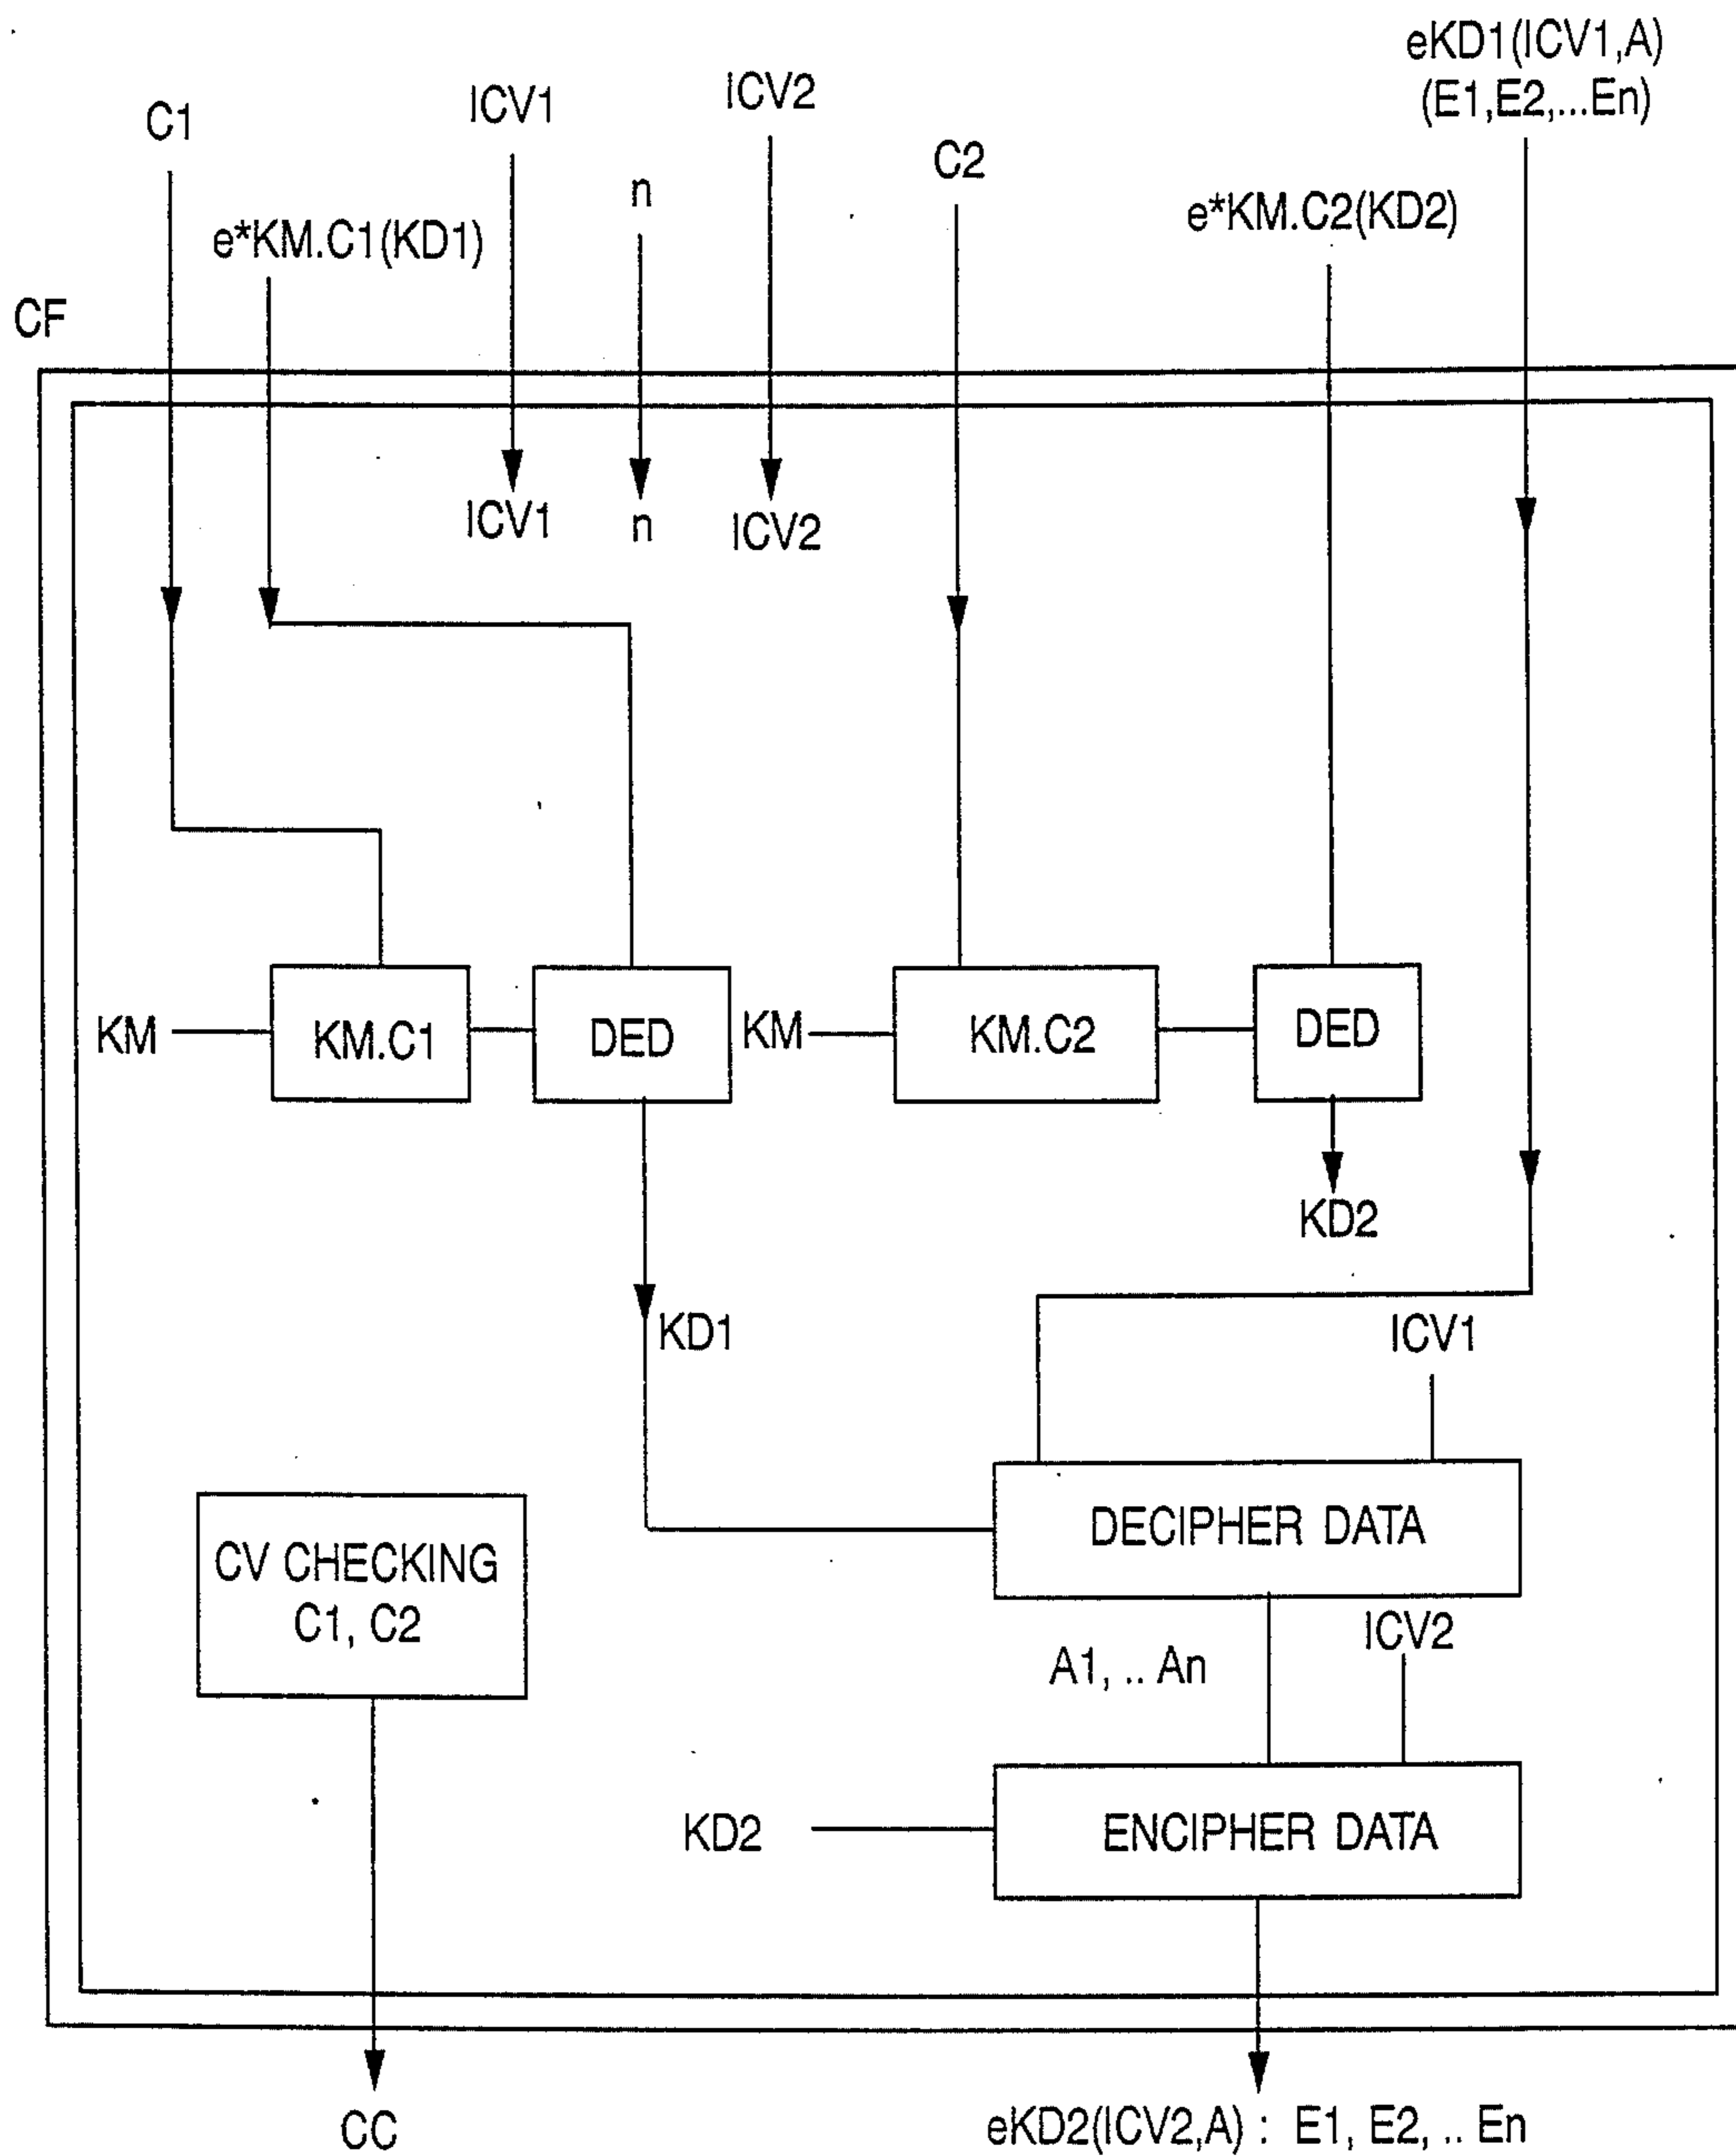 eKD1(ICV1,A)
(E1,E2,...En)
C1
ICV1
ICV2
n
C2
e*KM.C1(KD1)
e*KM.C2(KD2)
CF
ICV1
n
ICV2
KM
KM.C1
DED
KM
KM.C2
DED
KD2
KD1
ICV1
DECIPHER DATA
CV CHECKING
C1, C2
A1, .. An
ICV2
KD2
ENCIPHER DATA
CC
eKD2(ICV2,A) : E1, E2, .. En